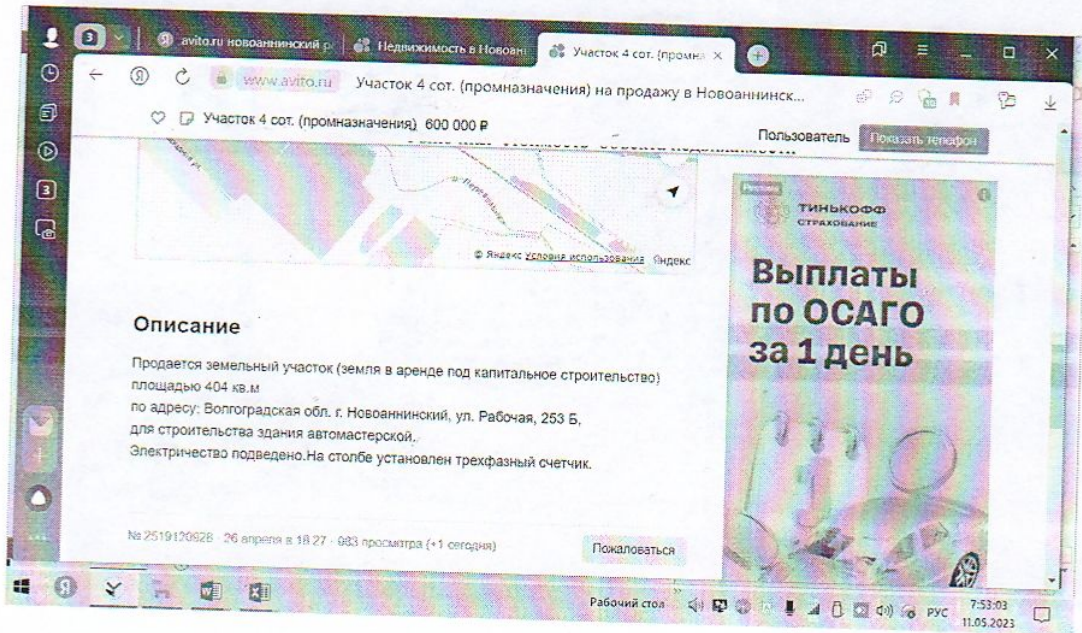 3
avito.ru новоаннинский р
Недвижимость в Новоанн
Участок 4 сот. (промна
www.avito.ru Участок 4 сот. (промназначения) на продажу в Новоаннинск...
Участок 4 сот. (промназначения) 600 000 ₽
Пользователь
Показать телефон
3
© Яндекс Условия использования Яндекс
Реклама
ТИНЬКОФФ
СТРАХОВАНИЕ
Выплаты
по ОСАГО
за 1 день
Описание
Продается земельный участок (земля в аренде под капитальное строительство)
площадью 404 кв.м
по адресу: Волгоградская обл. г. Новоаннинский, ул. Рабочая, 253 Б,
для строительства здания автомастерской.
Электричество подведено.На столбе установлен трехфазный счетчик.
№ 2519120928 · 26 апреля в 18:27 · 983 просмотра (+1 сегодня)
Пожаловаться
Рабочий стол
РУС
7:53:03
11.05.2023